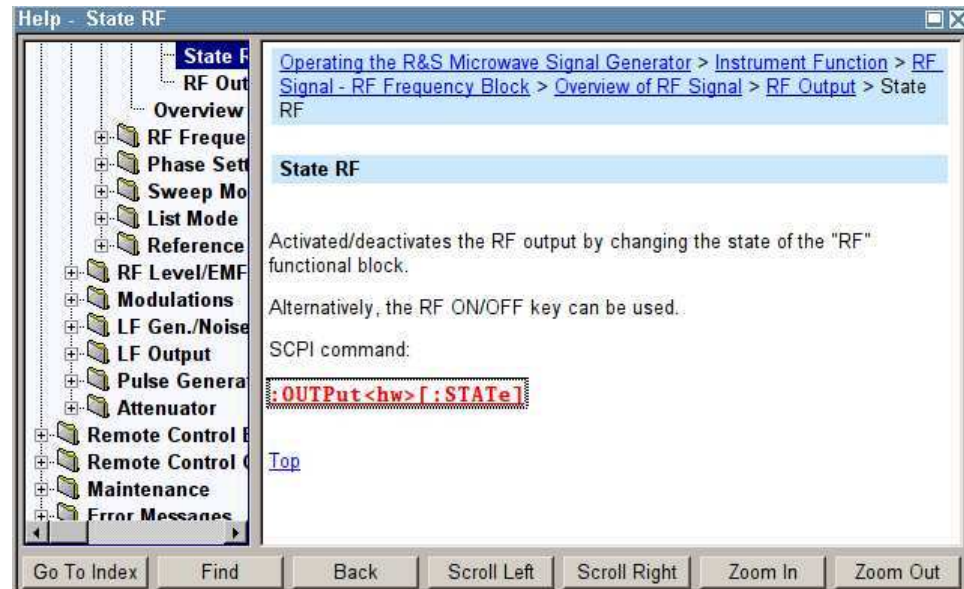 Help - State RF
State R
RF Out
Overview
RF Freque
Phase Sett
Sweep Mo
List Mode
Reference
RF Level/EMF
Modulations
LF Gen./Noise
LF Output
Pulse Genera
Attenuator
Remote Control B
Remote Control C
Maintenance
Error Messages
Operating the R&S Microwave Signal Generator > Instrument Function > RF
Signal - RF Frequency Block > Overview of RF Signal > RF Output > State
RF
State RF
Activated/deactivates the RF output by changing the state of the "RF"
functional block.
Alternatively, the RF ON/OFF key can be used.
SCPI command:
:OUTPut<hw>[:STATe]
Top
Go To Index
Find
Back
Scroll Left
Scroll Right
Zoom In
Zoom Out